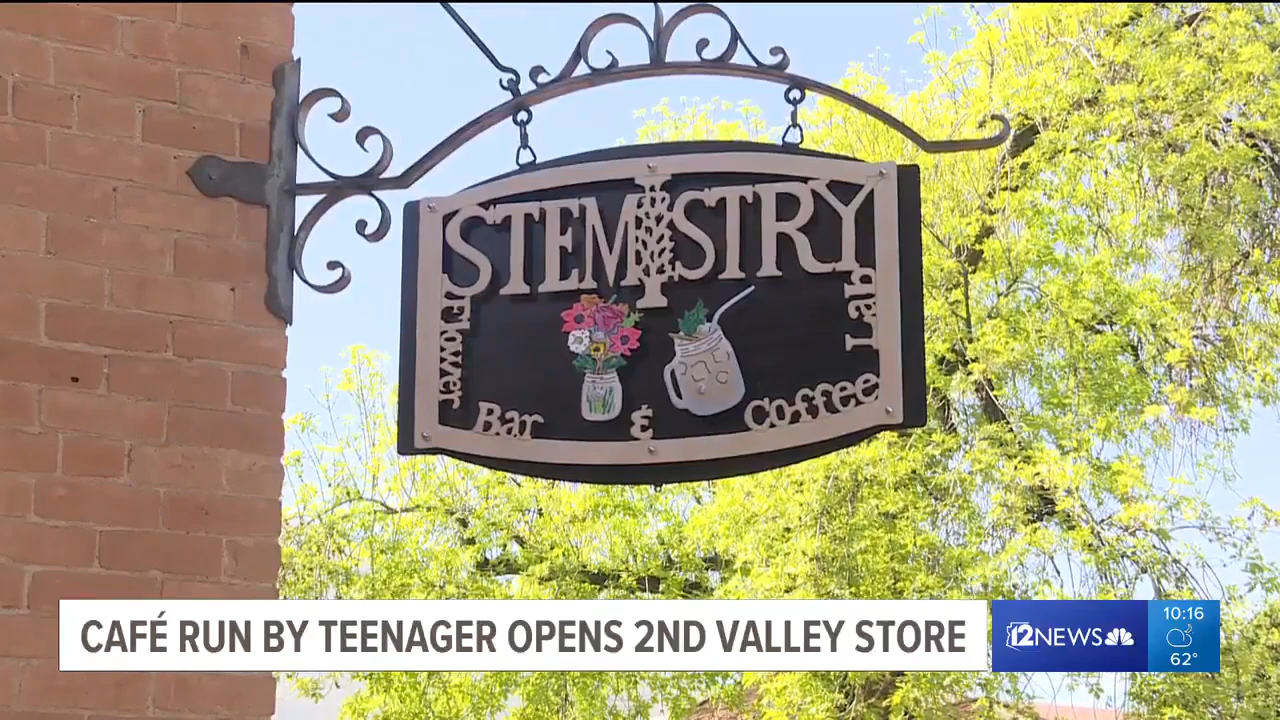 STEMISTRY
Flower
Bar
&
Coffee
Lab
CAFÉ RUN BY TEENAGER OPENS 2ND VALLEY STORE
12NEWS
10:16
62°